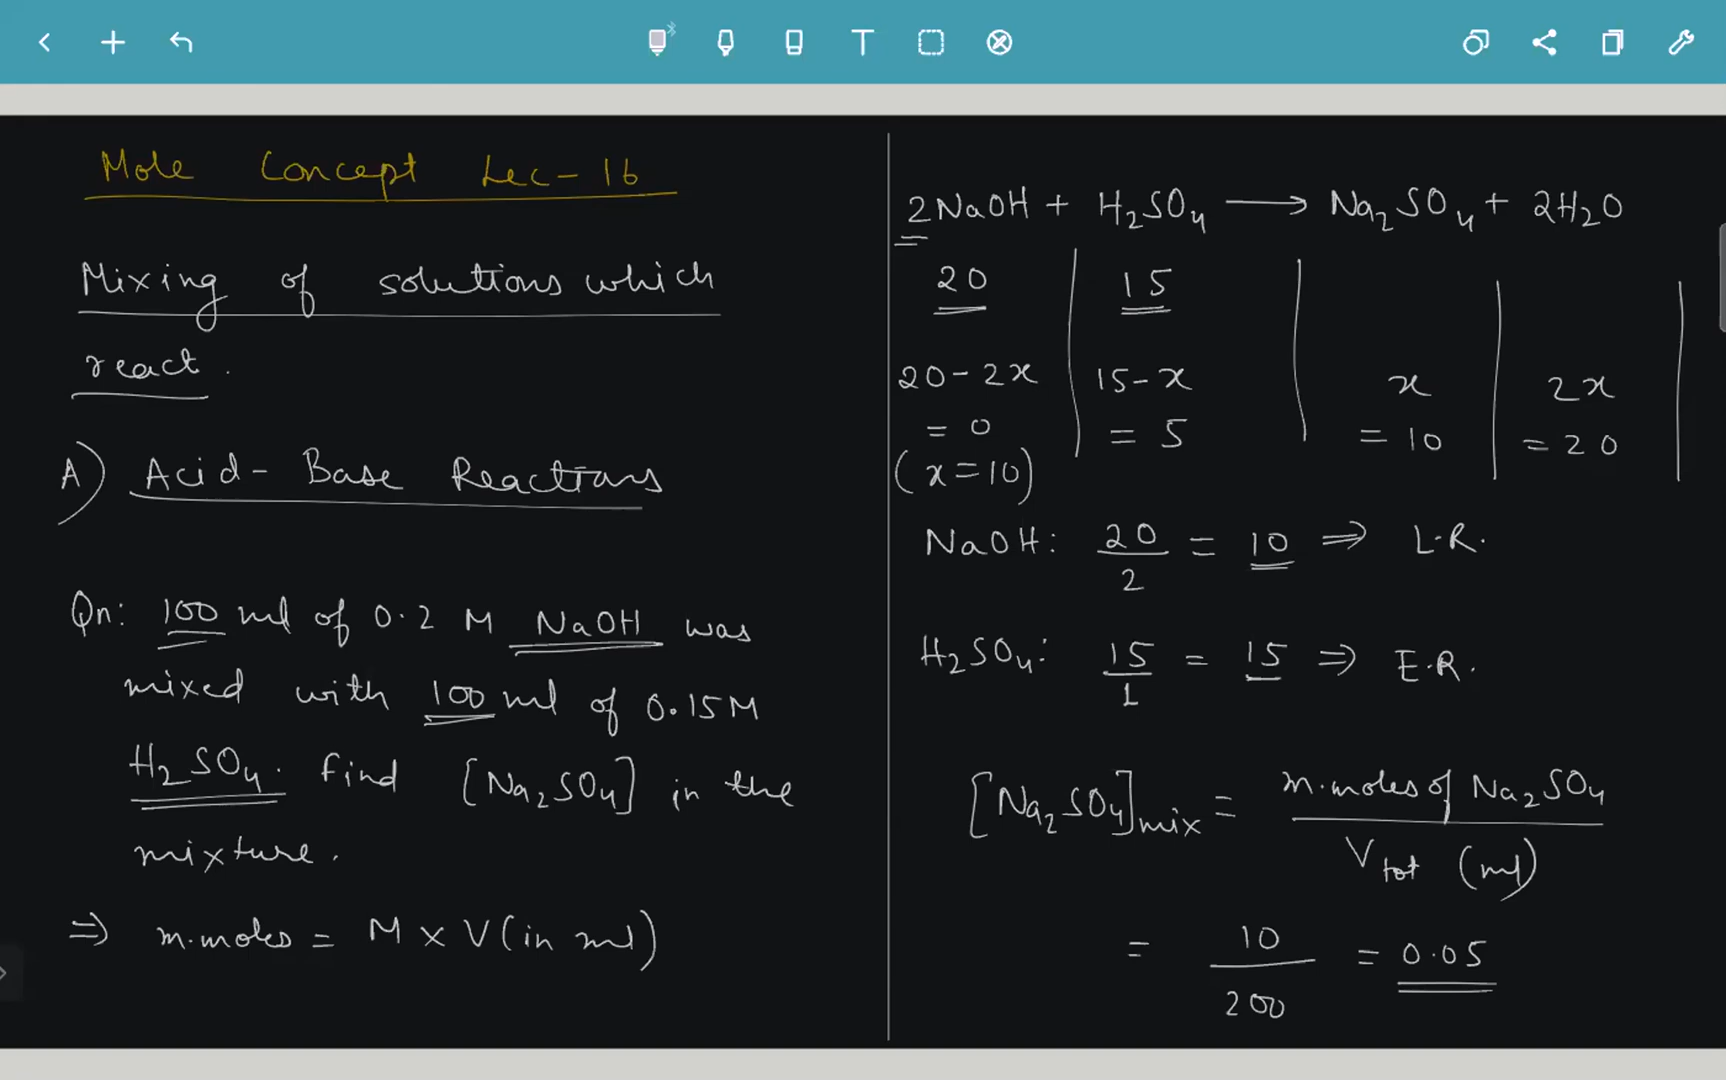 Mole Concept Lec-16
Mixing of solutions which
react.
A) Acid-Base Reactions
Qn: 100 ml of 0.2 M NaOH was
mixed with 100 ml of 0.15M
H₂SO₄. find [Na₂SO₄] in the
mixture.
⇒ m.moles = M × V (in ml)
2NaOH + H₂SO₄ → Na₂SO₄ + 2H₂O
20 15
20-2x 15-x x 2x
= 0 = 5 = 10 = 20
(x=10)
NaOH: 20/2 = 10 ⇒ L.R.
H₂SO₄: 15/1 = 15 ⇒ E.R.
[Na₂SO₄]mix = m.moles of Na₂SO₄ / Vtot (ml)
= 10/200 = 0.05